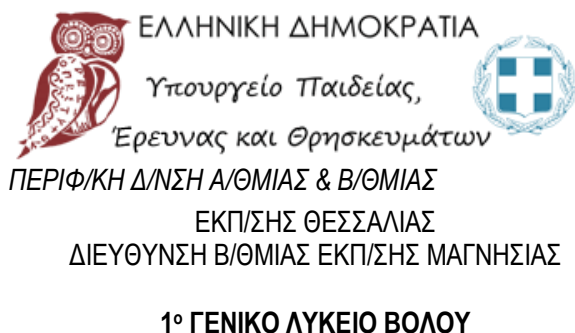 ΕΛΛΗΝΙΚΗ ΔΗΜΟΚΡΑΤΙΑ
Υπουργείο Παιδείας,
Έρευνας και Θρησκευμάτων
ΠΕΡΙΦ/ΚΗ Δ/ΝΣΗ Α/ΘΜΙΑΣ & Β/ΘΜΙΑΣ
ΕΚΠ/ΣΗΣ ΘΕΣΣΑΛΙΑΣ
ΔΙΕΥΘΥΝΣΗ Β/ΘΜΙΑΣ ΕΚΠ/ΣΗΣ ΜΑΓΝΗΣΙΑΣ
1ο ΓΕΝΙΚΟ ΛΥΚΕΙΟ ΒΟΛΟΥ